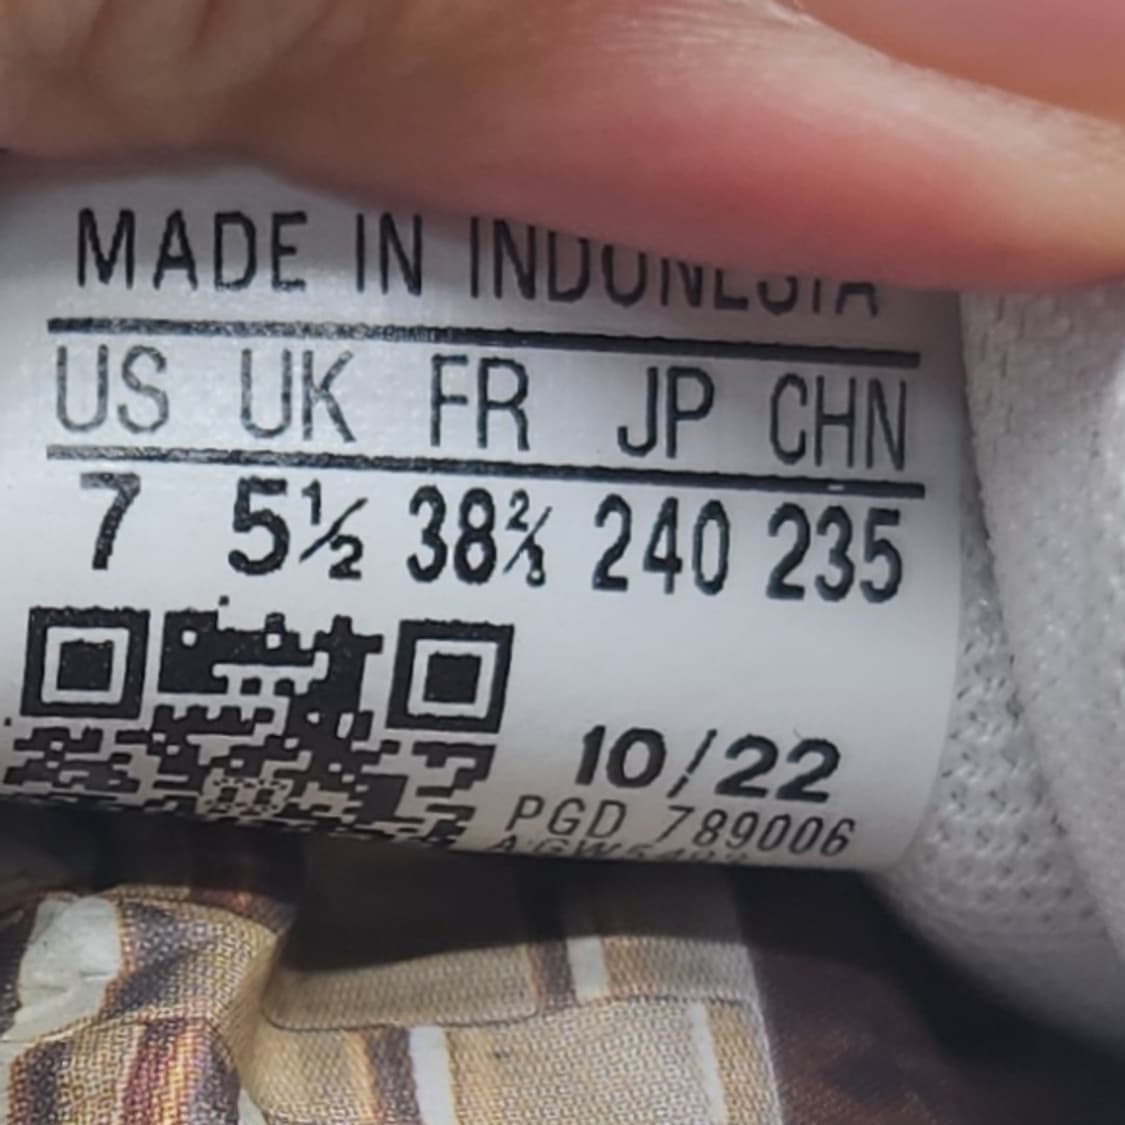 MADE IN INDONESIA
US UK FR JP CHN
7 5½ 38⅔ 240 235
10/22
PGD 789006